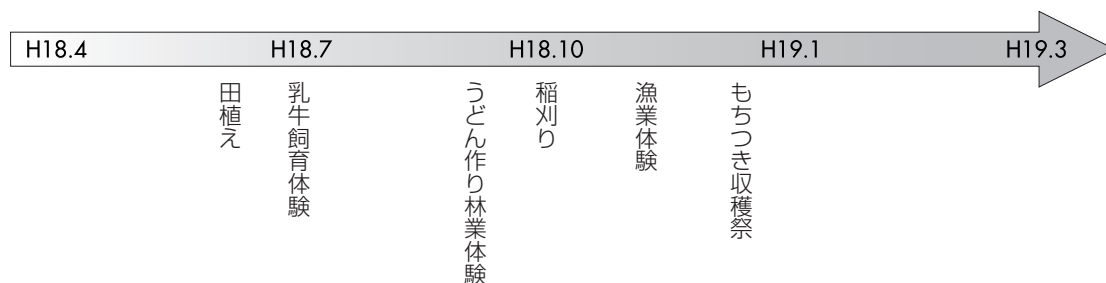 H18.4
H18.7
H18.10
H19.1
H19.3
田植え
乳牛飼育体験
うどん作り林業体験
稲刈り
漁業体験
もちつき収穫祭